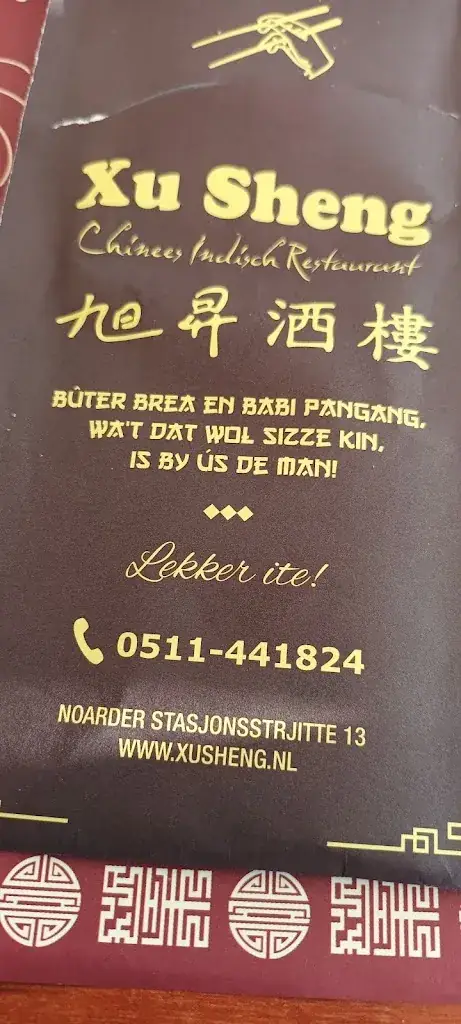 Xu Sheng
Chinees Indisch Restaurant
旭昇酒樓
BÛTER BREA EN BABI PANGANG,
WA'T DAT WOL SIZZE KIN,
IS BY ÚS DE MAN!
Lekker ite!
0511-441824
NOARDER STASJONSSTRJITTE 13
WWW.XUSHENG.NL